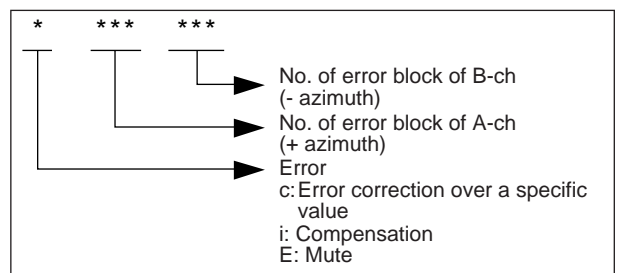 * *** ***
No. of error block of B-ch
(- azimuth)
No. of error block of A-ch
(+ azimuth)
Error
c:Error correction over a specific
value
i: Compensation
E: Mute